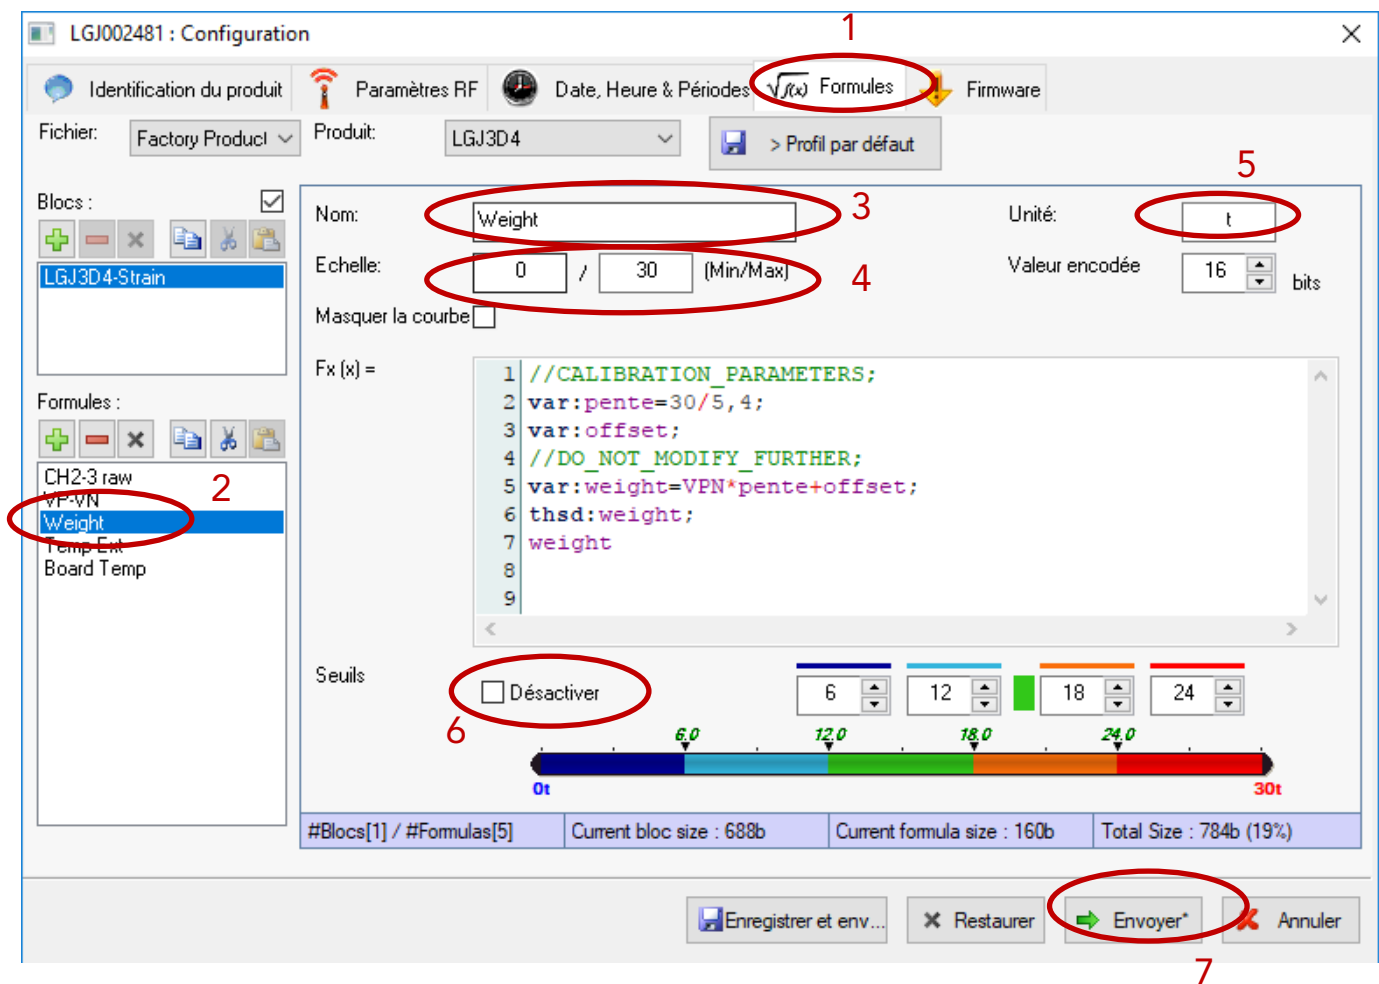 1
LGJ002481 : Configuration
Identification du produit
Paramètres RF
Date, Heure & Périodes
√f(x) Formules
Firmware
Fichier:
Factory Product
Produit:
LGJ3D4
> Profil par défaut
5
Blocs :
Nom:
Weight
3
Unité:
t
LGJ3D4-Strain
Echelle:
0 / 30 (Min/Max)
4
Valeur encodée
16
bits
Masquer la courbe
Fx (x) =
1 //CALIBRATION_PARAMETERS;
2 var:pente=30/5,4;
3 var:offset;
4 //DO_NOT_MODIFY_FURTHER;
5 var:weight=VPN*pente+offset;
6 thsd:weight;
7 weight
8
9
Formules :
CH2-3 raw
2
VP-VN
Weight
Temp Ext
Board Temp
Seuils
Désactiver
6
6
12
18
24
6.0
12.0
18.0
24.0
0t
30t
#Blocs[1] / #Formulas[5]
Current bloc size : 688b
Current formula size : 160b
Total Size : 784b (19%)
Enregistrer et env...
Restaurer
Envoyer*
Annuler
7